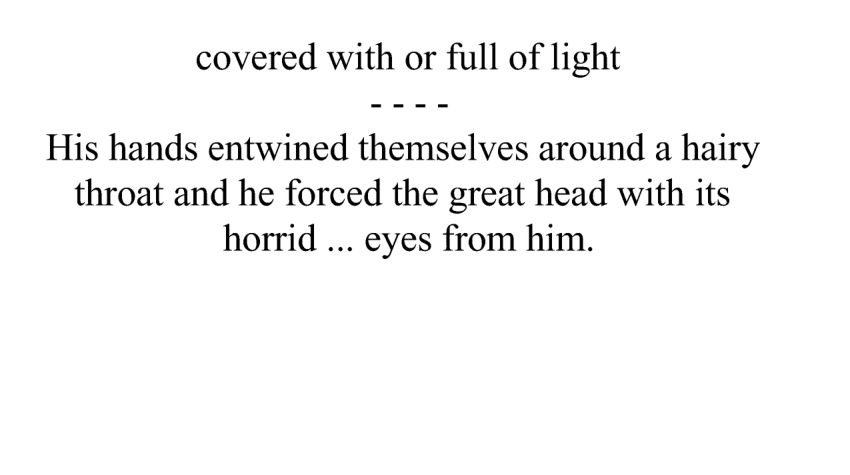 covered with or full of light
- - - -
His hands entwined themselves around a hairy
throat and he forced the great head with its
horrid ... eyes from him.